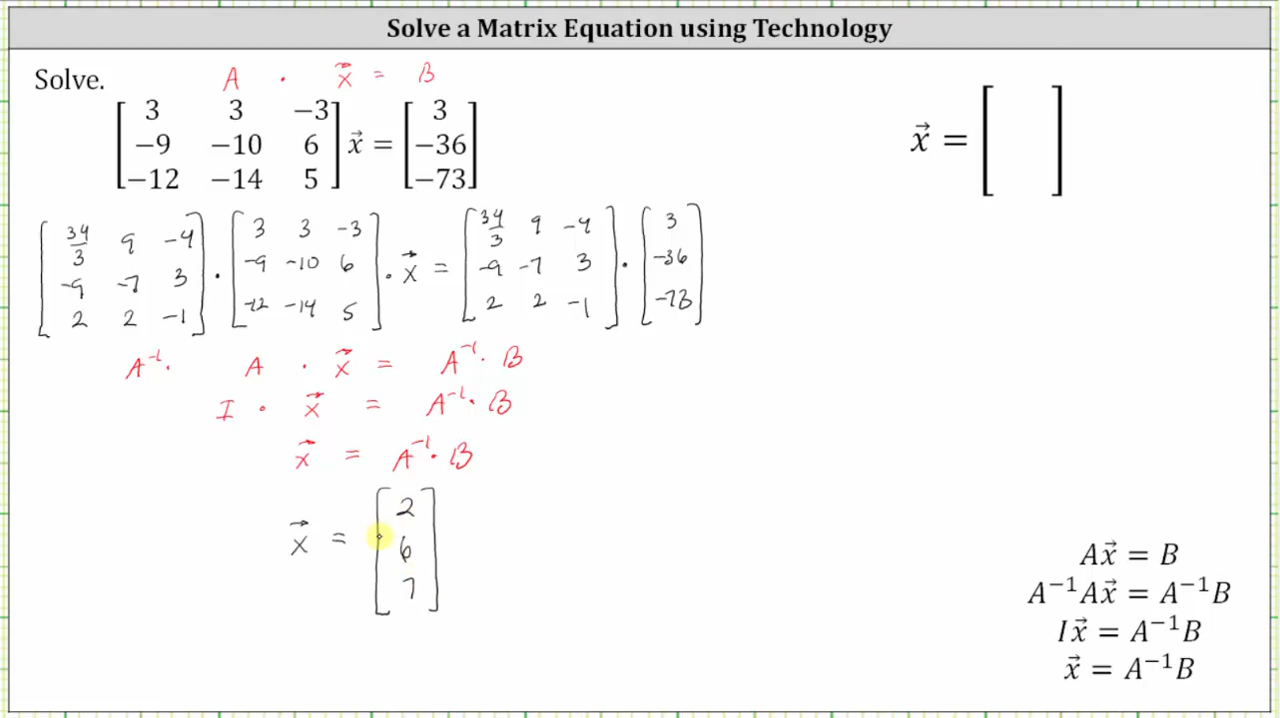 Solve a Matrix Equation using Technology
Solve.
A · x⃗ = B
[3 3 −3] [3]
[−9 −10 6] x⃗ = [−36]
[−12 −14 5] [−73]
x⃗ = [ ]
[34/3 9 -4] [3 3 -3] [34/3 9 -4] [3]
[-9 -7 3] · [-9 -10 6] · x⃗ = [-9 -7 3] · [-36]
[2 2 -1] [-12 -14 5] [2 2 -1] [-73]
A⁻¹ · A · x⃗ = A⁻¹ · B
I · x⃗ = A⁻¹ · B
x⃗ = A⁻¹ · B
[2]
x⃗ = [6]
[7]
Ax⃗ = B
A⁻¹Ax⃗ = A⁻¹B
Ix⃗ = A⁻¹B
x⃗ = A⁻¹B